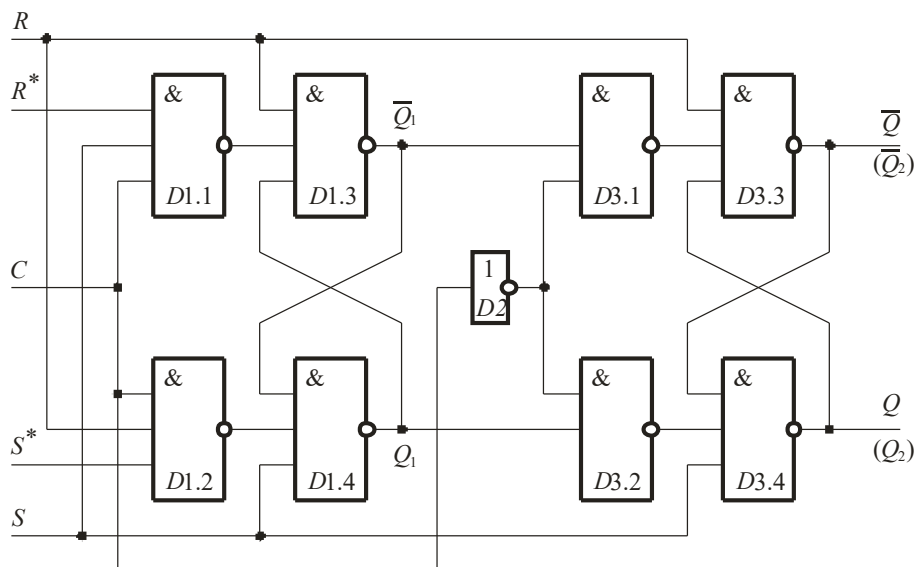 R
R*
& & & &
Q̅₁ Q̅
(Q̅₂)
D1.1 D1.3 D3.1 D3.3
C
1
D2
& & & &
Q
S*
Q₁ (Q₂)
D1.2 D1.4 D3.2 D3.4
S